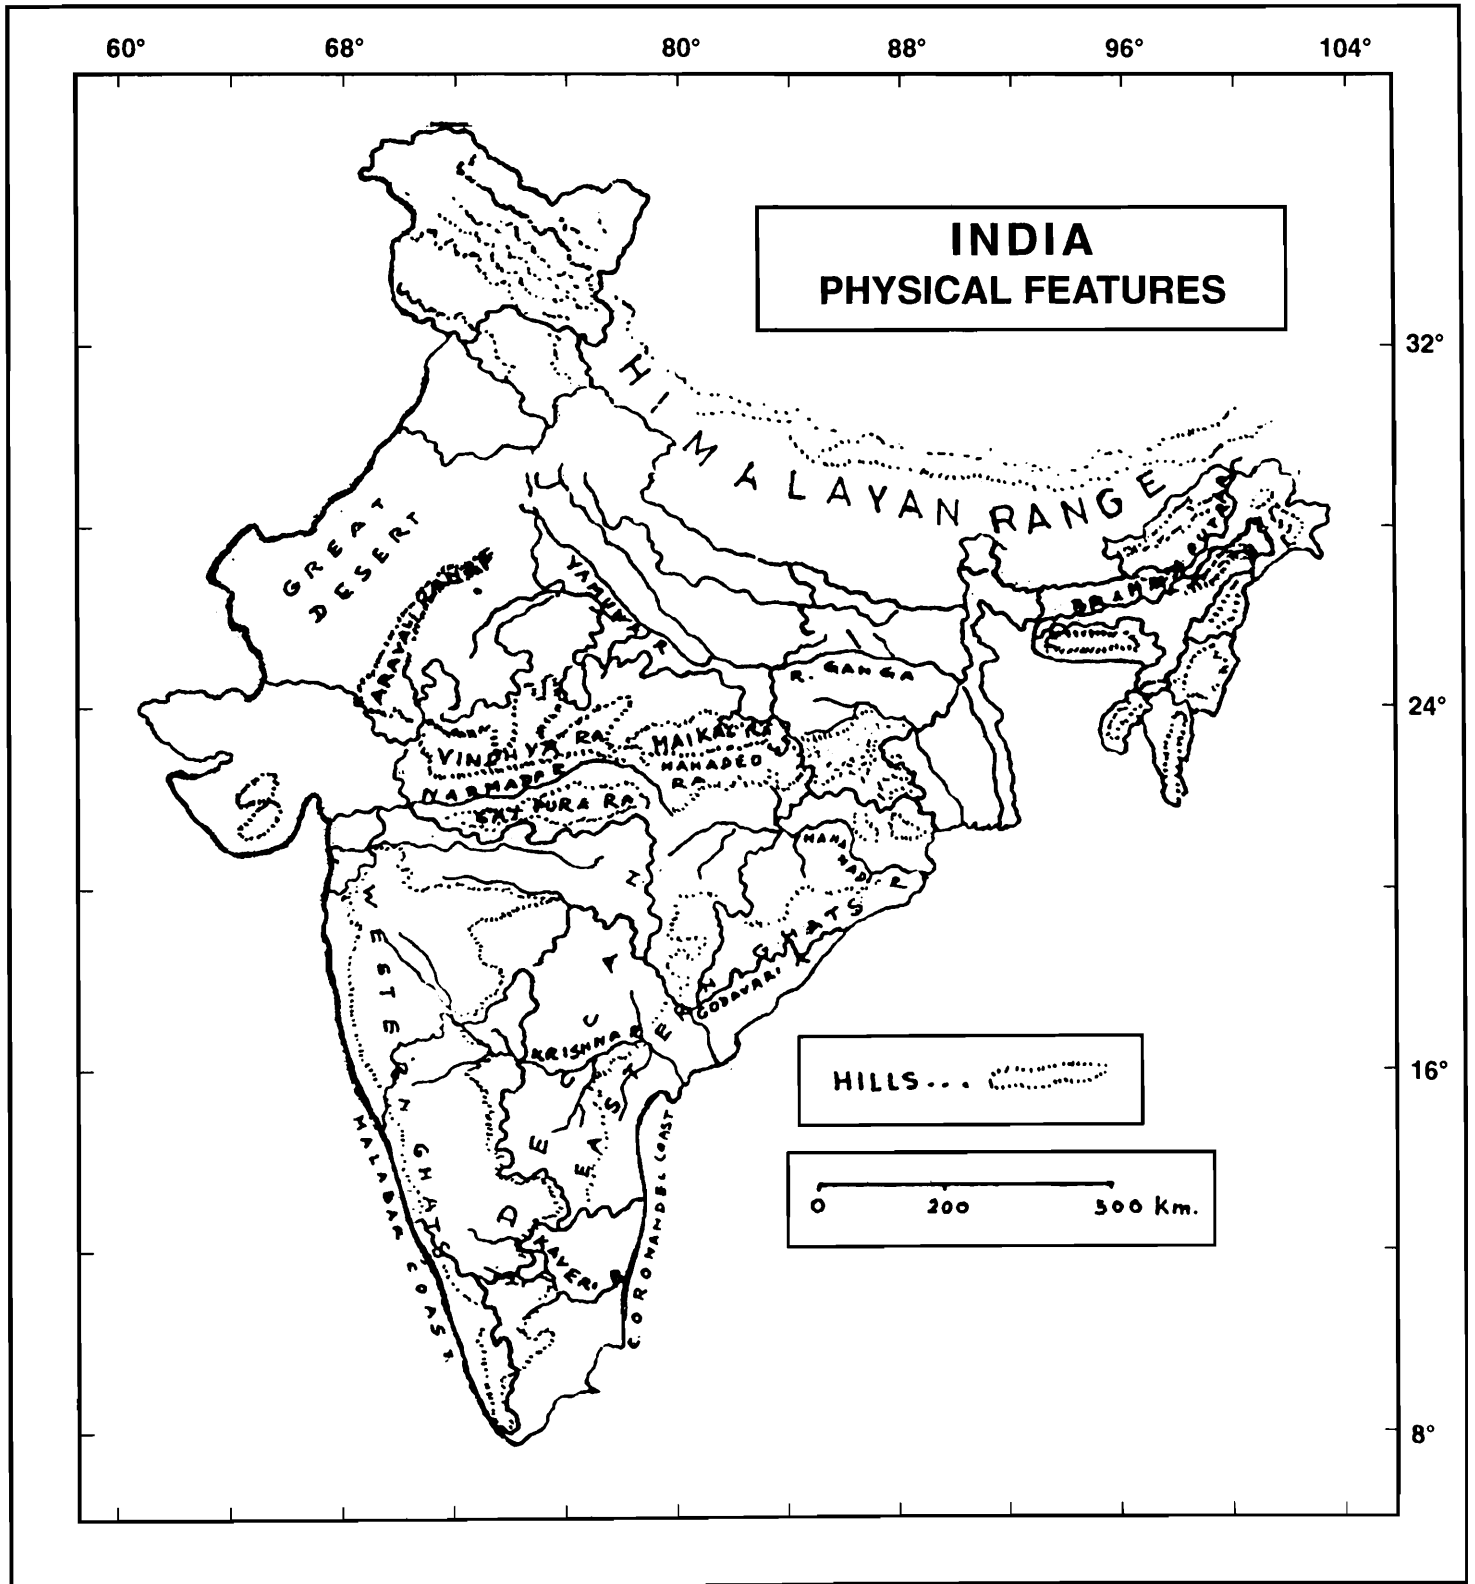 60° 68° 80° 88° 96° 104°
INDIA
PHYSICAL FEATURES
32°
HIMALAYAN RANGE
GREAT
DESERT
ARAVALLI RANGE
YAMUNA R
BRAHMAPUTRA
R. GANGA
24°
VINDHYA RA
MAIKAL RA
MAHADEO
RA
NARMADA R
SATPURA RA
MAHANADI R
WESTERN GHATS
EASTERN GHATS
GODAVARI
KRISHNA R
DECCAN
16°
HILLS...
MALABAR COAST
COROMANDEL COAST
0 200 500 Km.
KAVERI R
8°